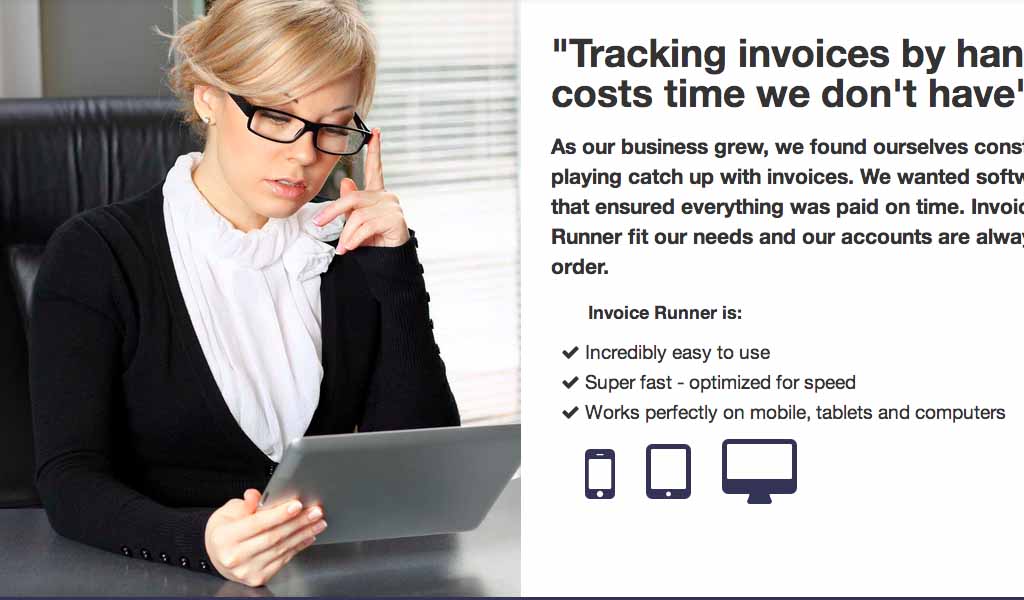 "Tracking invoices by han
costs time we don't have"
As our business grew, we found ourselves cons
playing catch up with invoices. We wanted softw
that ensured everything was paid on time. Invoic
Runner fit our needs and our accounts are alway
order.
Invoice Runner is:
Incredibly easy to use
Super fast - optimized for speed
Works perfectly on mobile, tablets and computers